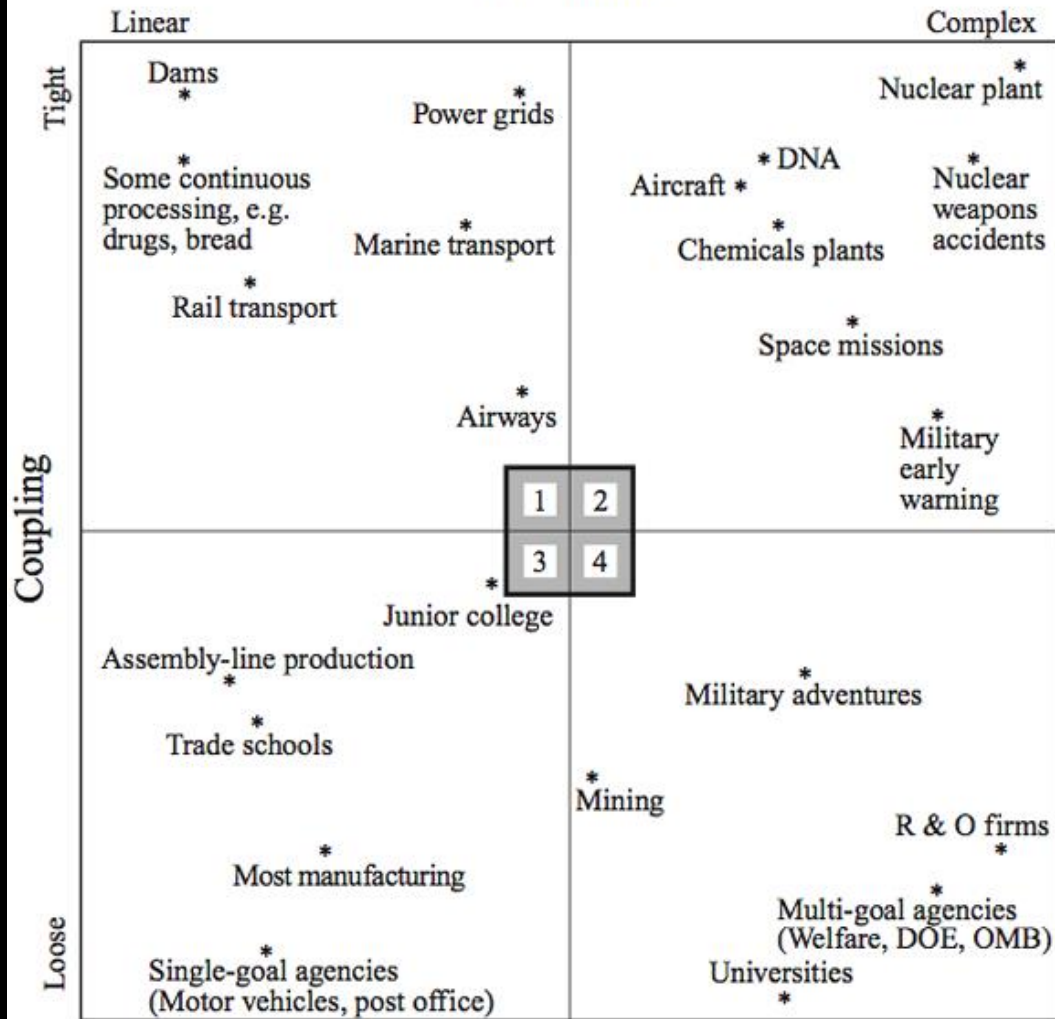 Linear
Complex
Tight
Coupling
Loose
Dams
Power grids
Nuclear plant
Some continuous
processing, e.g.
drugs, bread
DNA
Aircraft
Nuclear
weapons
accidents
Marine transport
Chemicals plants
Rail transport
Space missions
Airways
Military
early
warning
1 2
3 4
Junior college
Assembly-line production
Military adventures
Trade schools
Mining
R & O firms
Most manufacturing
Multi-goal agencies
(Welfare, DOE, OMB)
Single-goal agencies
(Motor vehicles, post office)
Universities